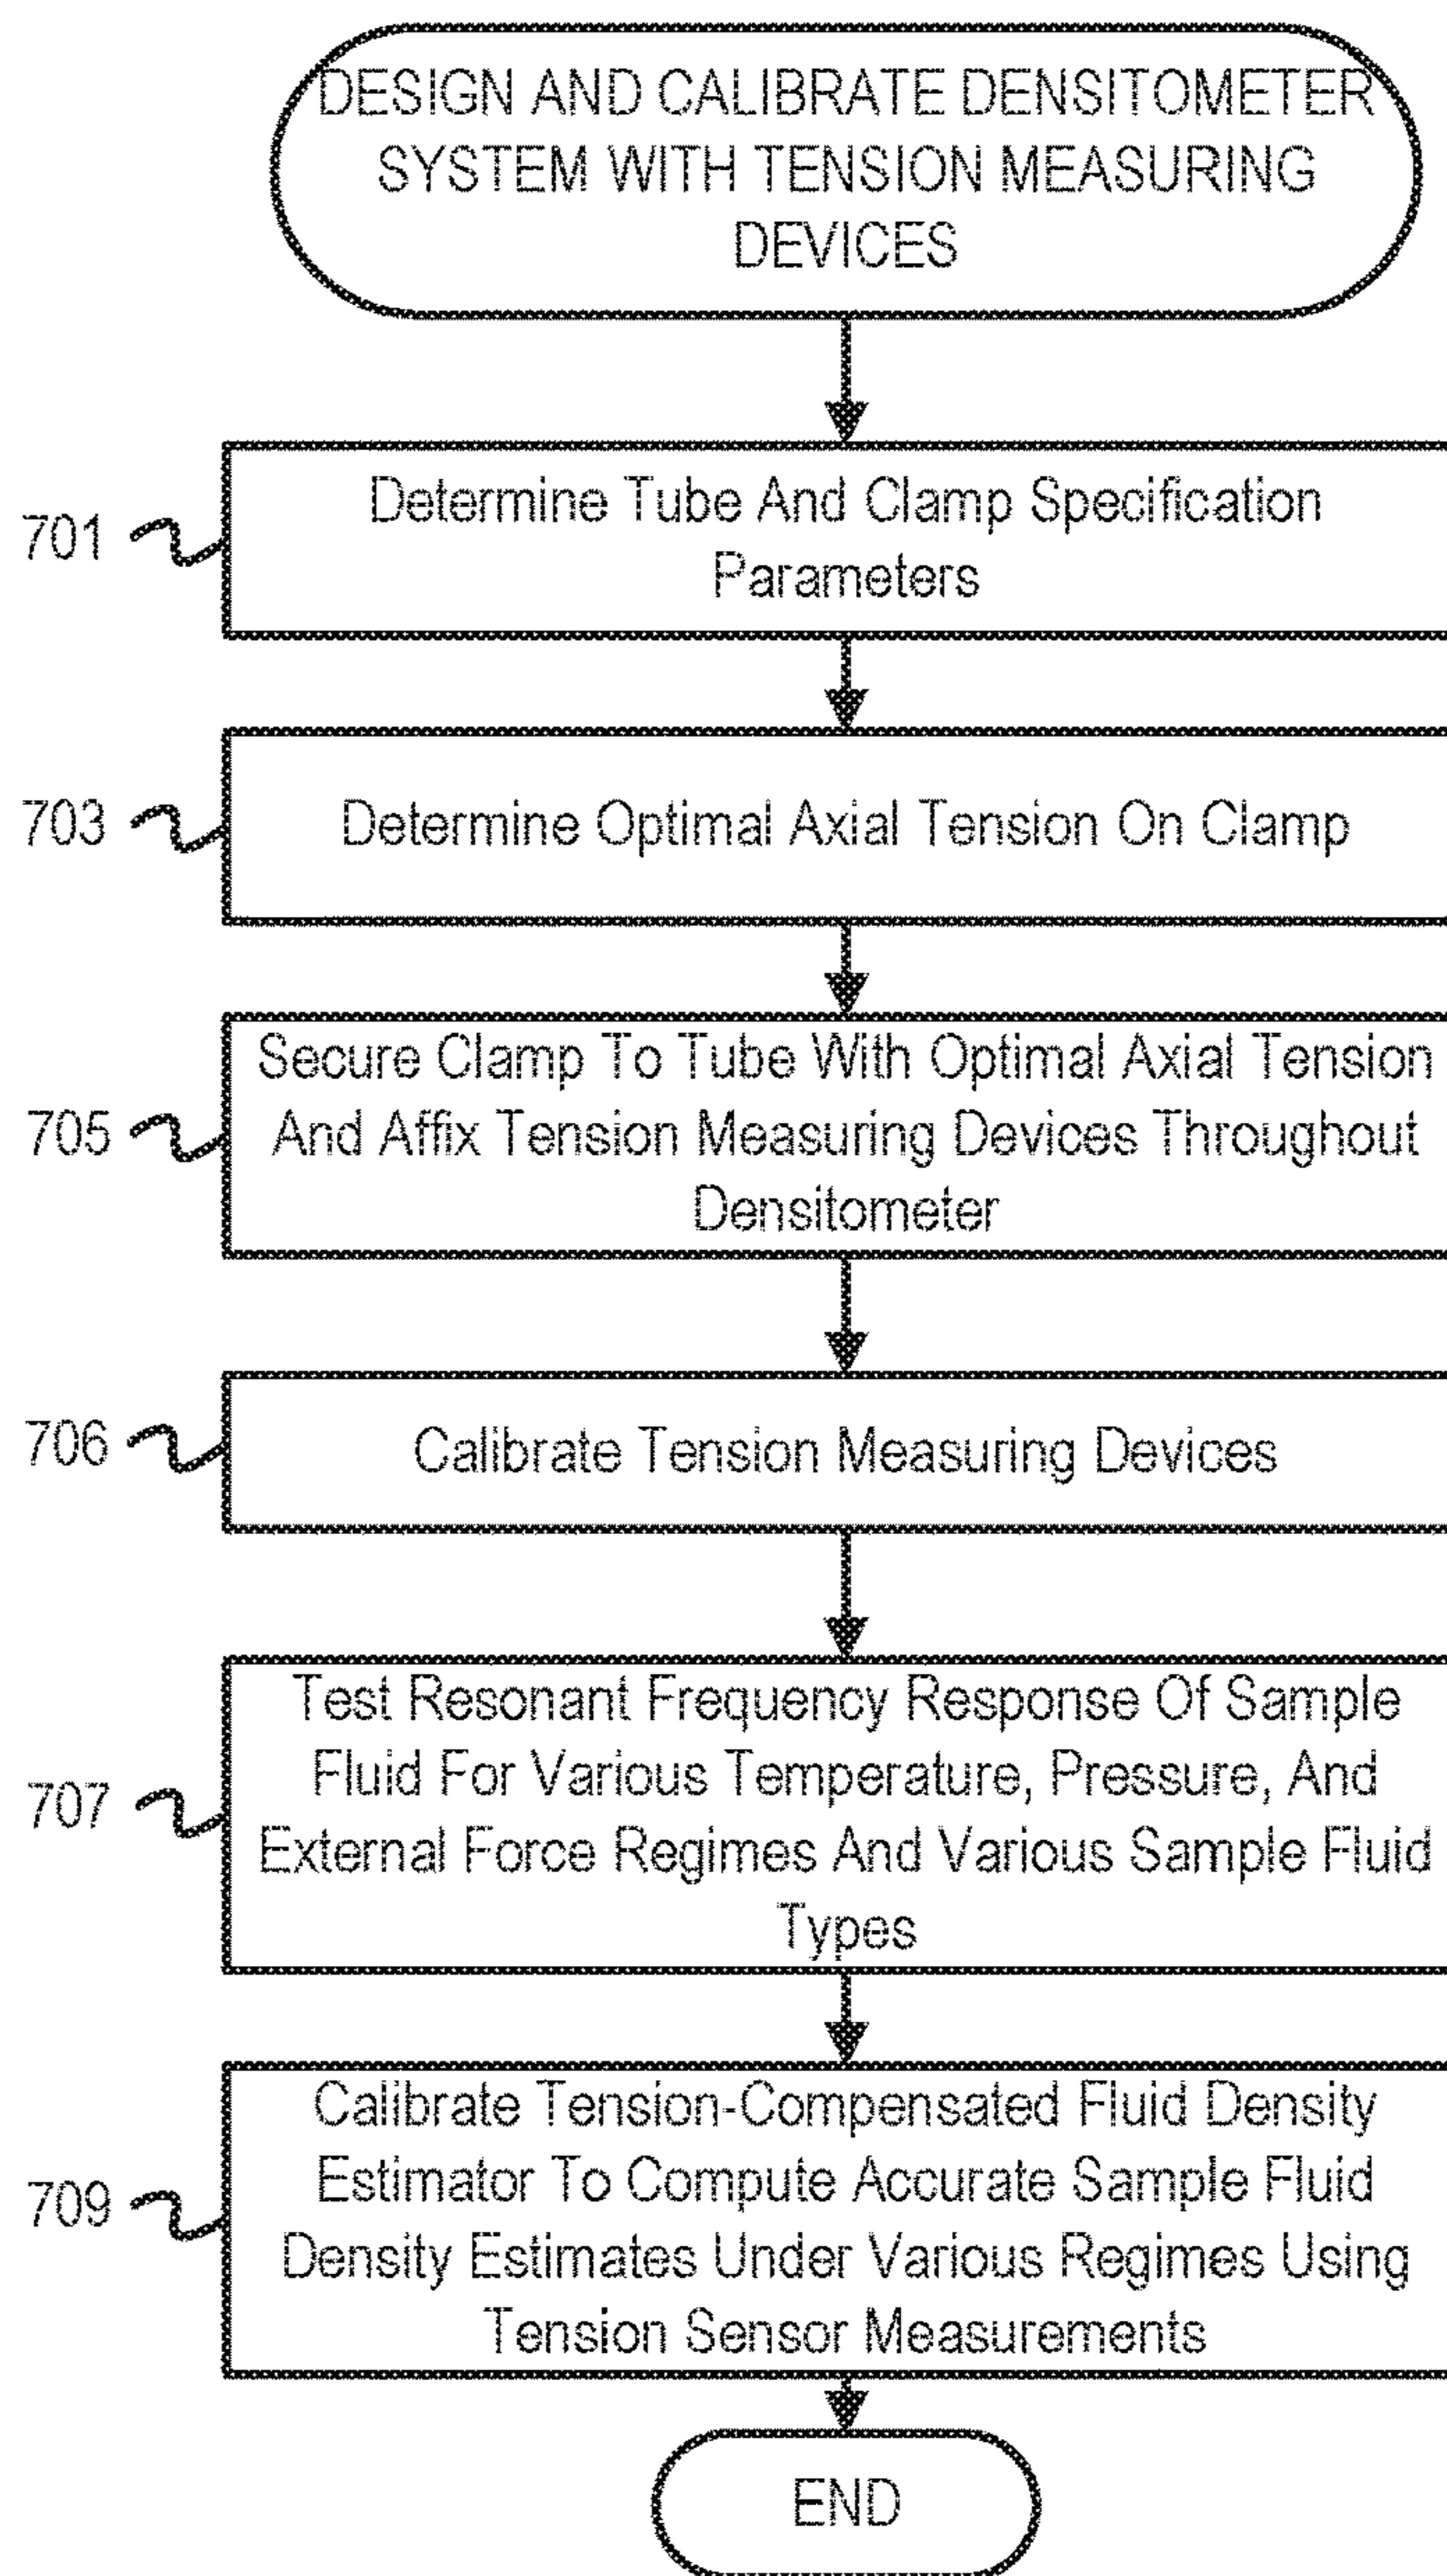 DESIGN AND CALIBRATE DENSITOMETER
SYSTEM WITH TENSION MEASURING
DEVICES
701
Determine Tube And Clamp Specification
Parameters
703
Determine Optimal Axial Tension On Clamp
705
Secure Clamp To Tube With Optimal Axial Tension
And Affix Tension Measuring Devices Throughout
Densitometer
706
Calibrate Tension Measuring Devices
707
Test Resonant Frequency Response Of Sample
Fluid For Various Temperature, Pressure, And
External Force Regimes And Various Sample Fluid
Types
709
Calibrate Tension-Compensated Fluid Density
Estimator To Compute Accurate Sample Fluid
Density Estimates Under Various Regimes Using
Tension Sensor Measurements
END